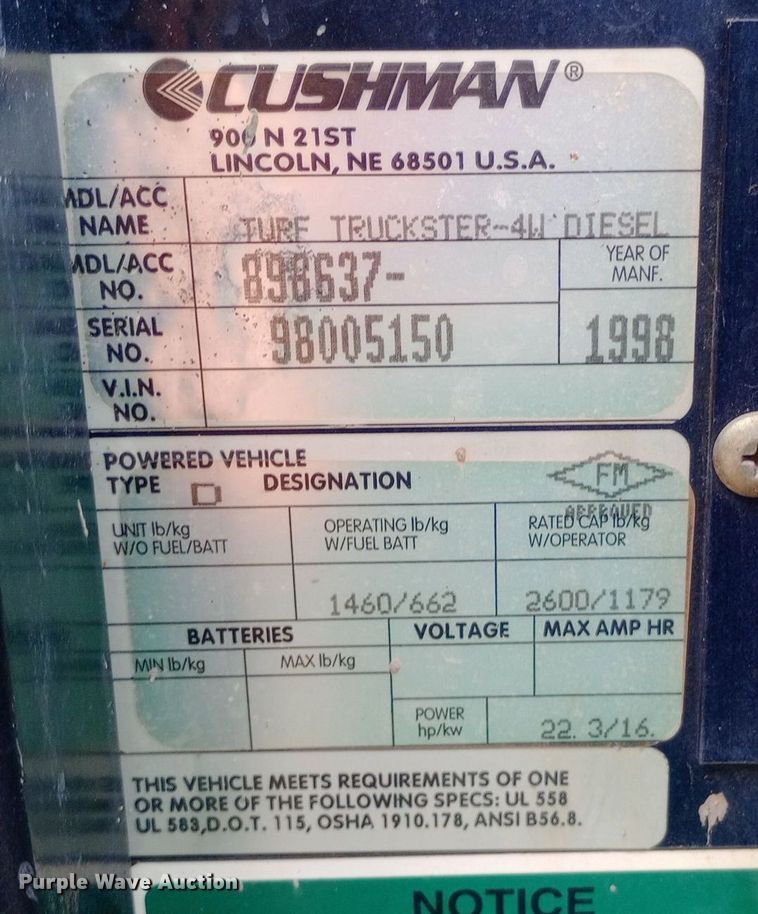 CUSHMAN®
900 N 21ST
LINCOLN, NE 68501 U.S.A.
MDL/ACC NAME
TURF TRUCKSTER-4W DIESEL
MDL/ACC NO.
898637-
YEAR OF MANF.
SERIAL NO.
98005150
1998
V.I.N. NO.
POWERED VEHICLE
TYPE D DESIGNATION
FM
APPROVED
UNIT lb/kg
W/O FUEL/BATT
OPERATING lb/kg
W/FUEL BATT
RATED CAP lb/kg
W/OPERATOR
1460/662
2600/1179
BATTERIES
VOLTAGE
MAX AMP HR
MIN lb/kg
MAX lb/kg
POWER
hp/kw
22. 3/16.
THIS VEHICLE MEETS REQUIREMENTS OF ONE
OR MORE OF THE FOLLOWING SPECS: UL 558
UL 583,D.O.T. 115, OSHA 1910.178, ANSI B56.8.
Purple Wave Auction
NOTICE